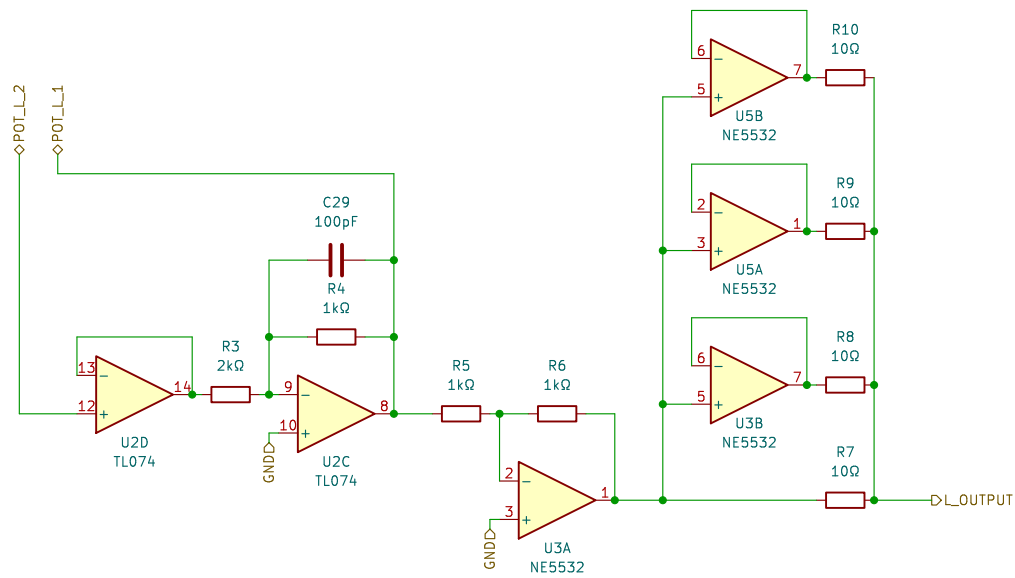 R10
10Ω
6
7
5
U5B
NE5532
POT_L_2
POT_L_1
R9
10Ω
2
1
3
U5A
NE5532
C29
100pF
R4
1kΩ
R8
10Ω
6
7
5
U3B
NE5532
R3
2kΩ
13
14
12
U2D
TL074
9
8
10
GND
U2C
TL074
R5
1kΩ
R6
1kΩ
R7
10Ω
2
1
3
GND
U3A
NE5532
L_OUTPUT